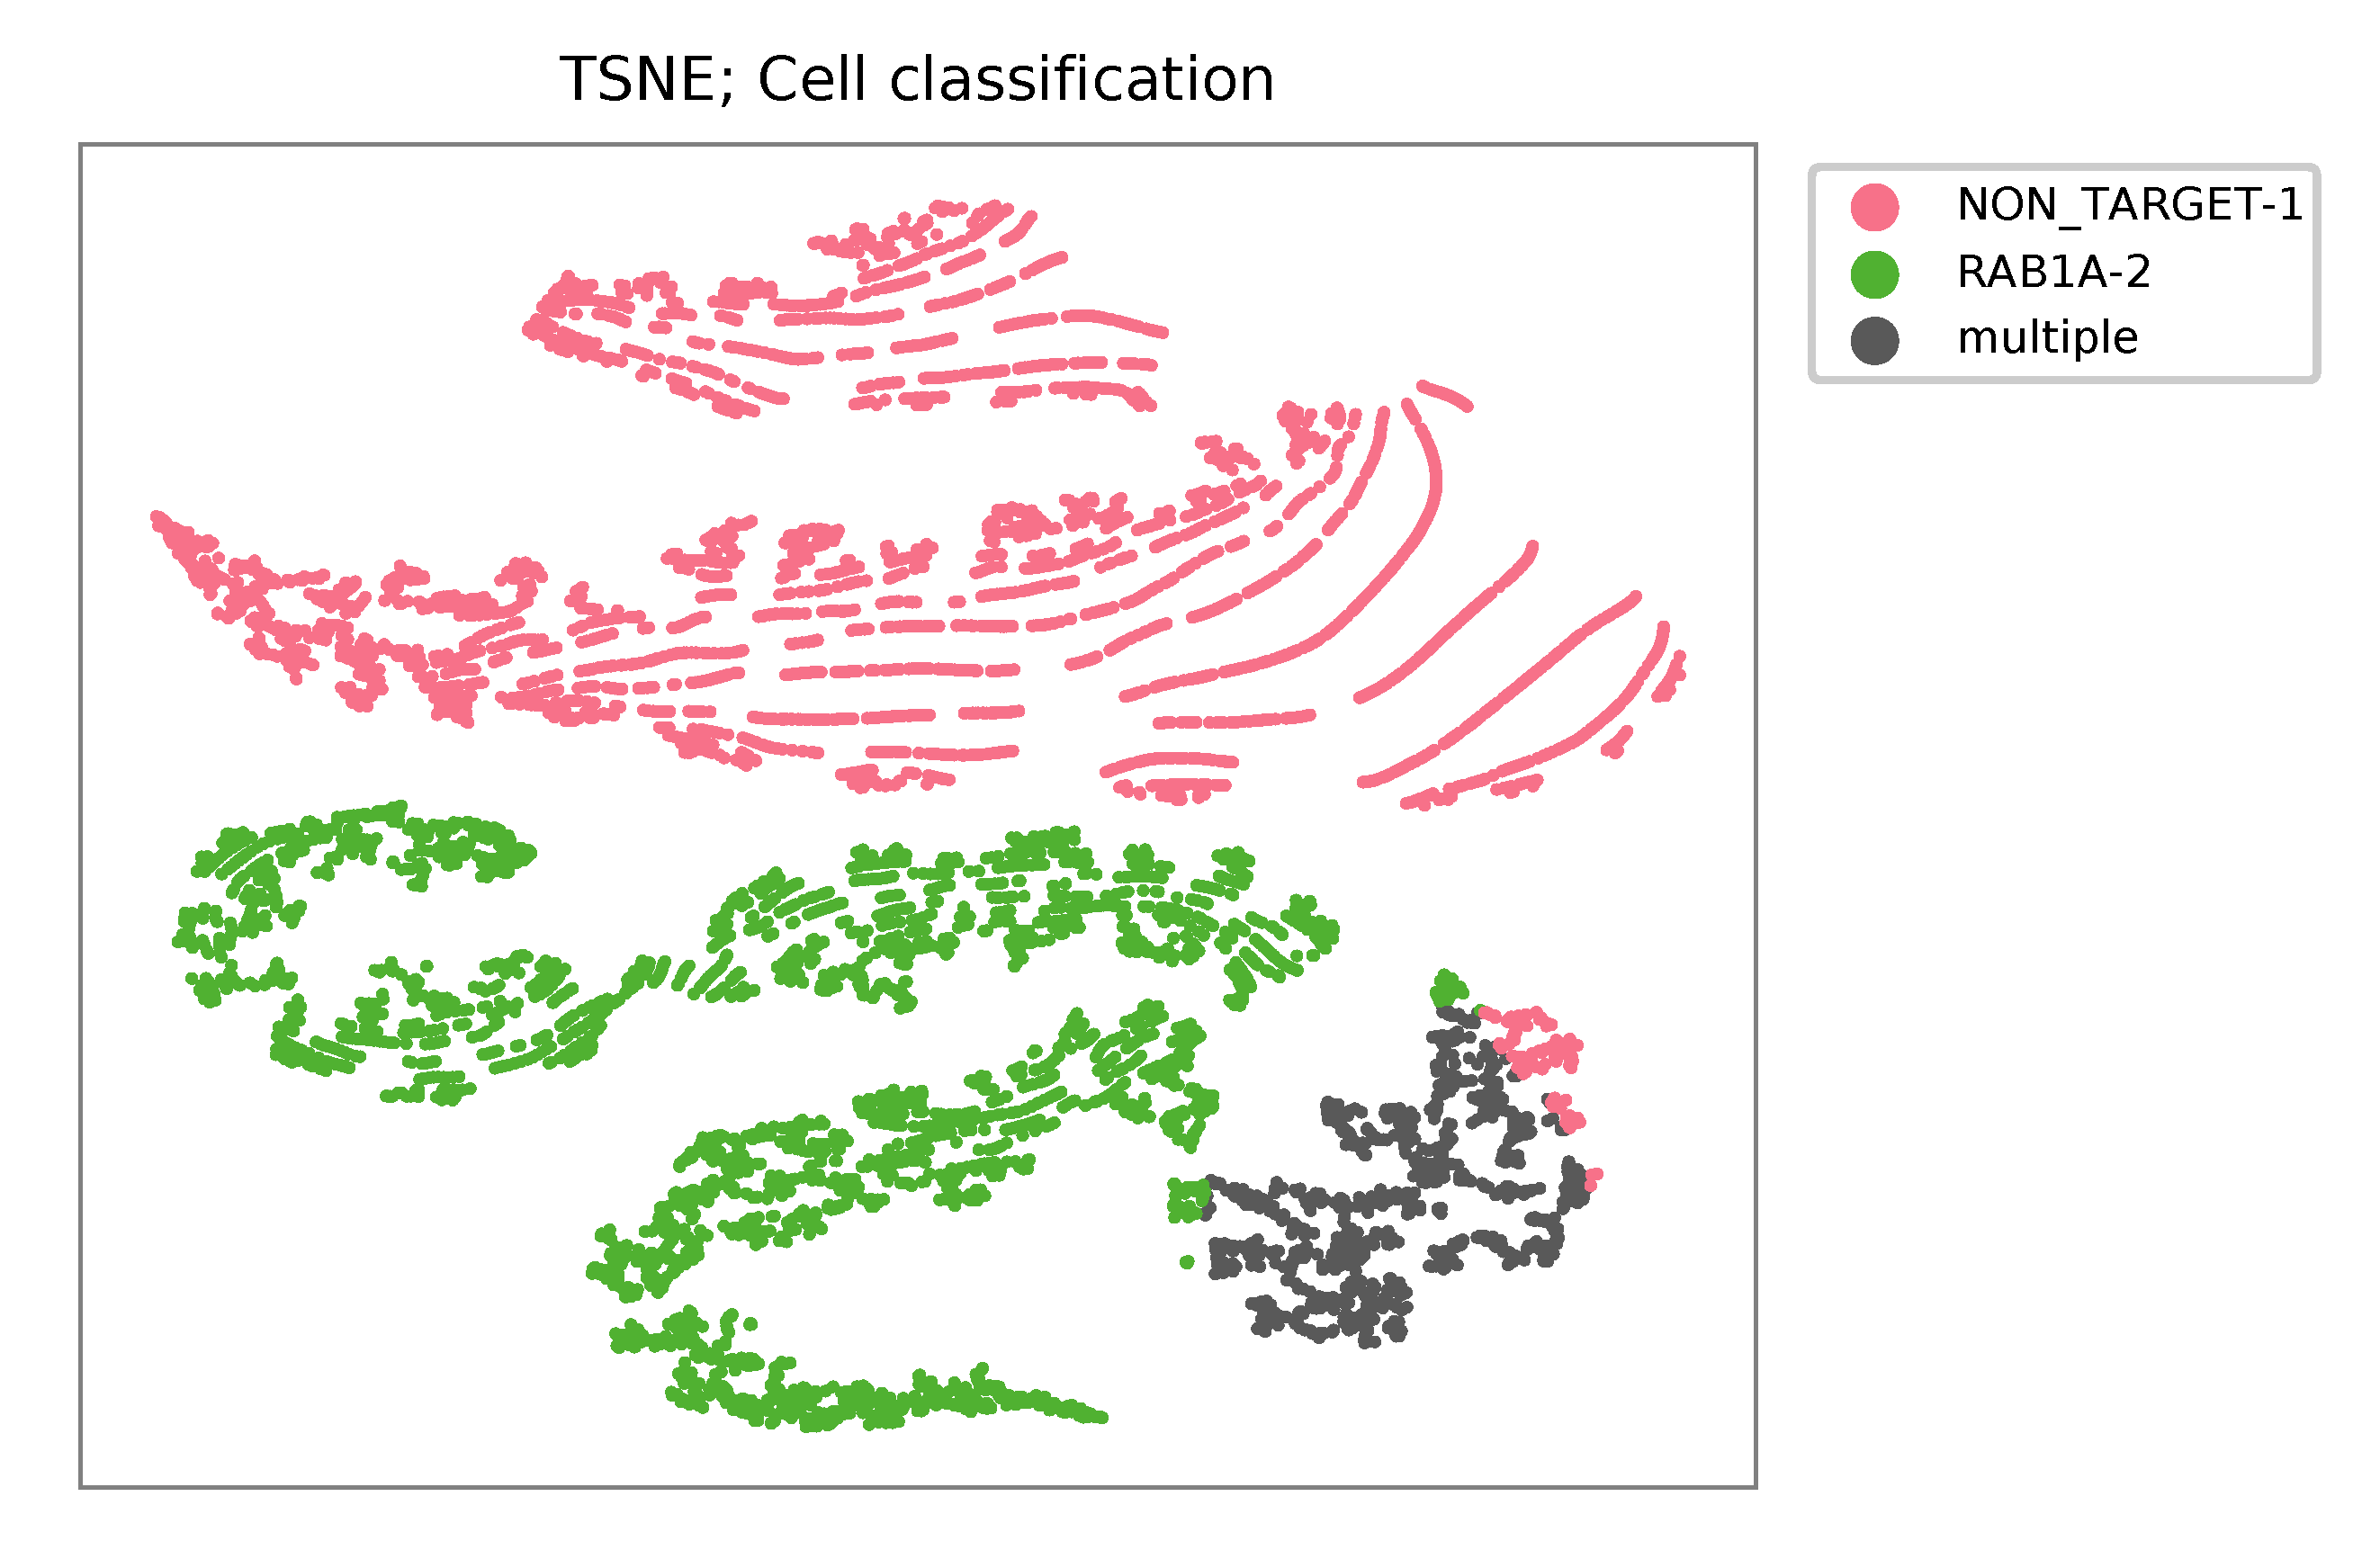 TSNE; Cell classification
NON_TARGET-1
RAB1A-2
multiple